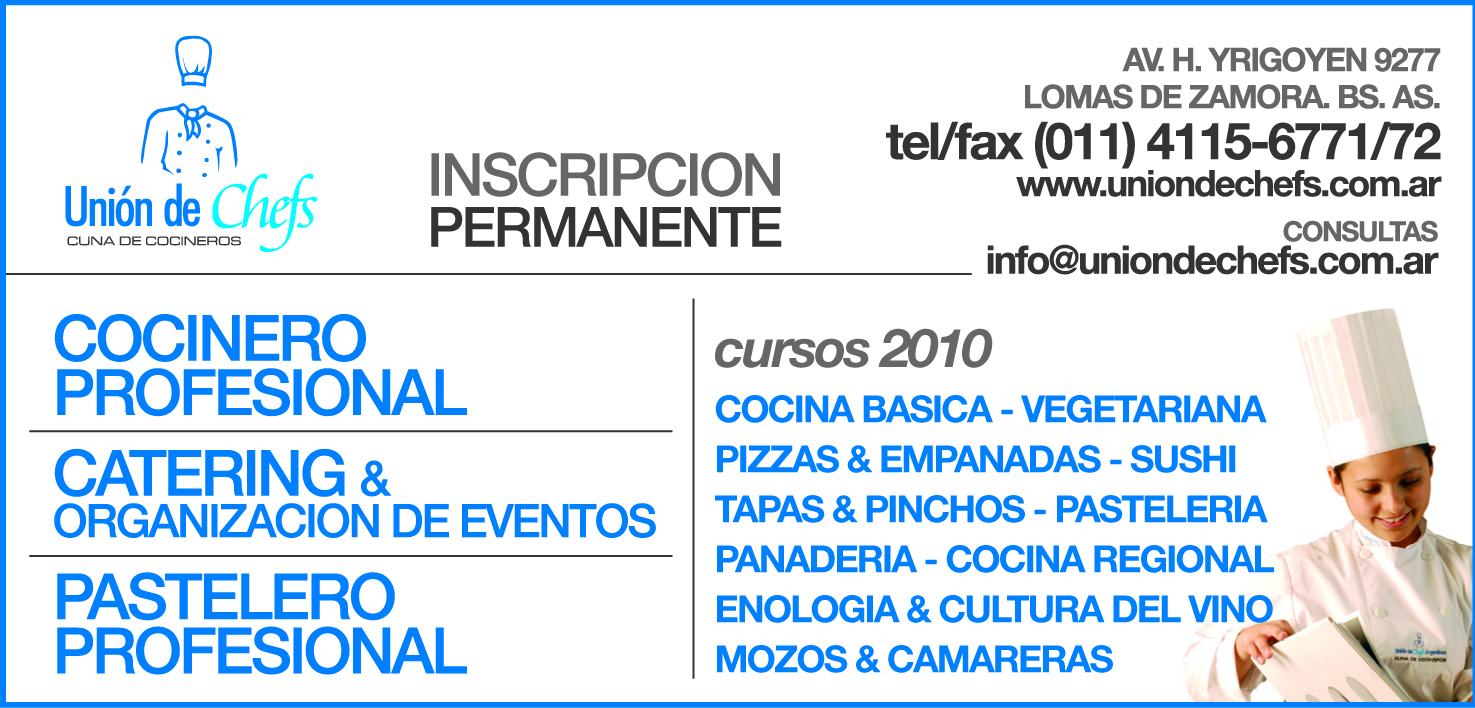 Unión de Chefs
CUNA DE COCINEROS
INSCRIPCION
PERMANENTE
AV. H. YRIGOYEN 9277
LOMAS DE ZAMORA. BS. AS.
tel/fax (011) 4115-6771/72
www.uniondechefs.com.ar
CONSULTAS
info@uniondechefs.com.ar
COCINERO
PROFESIONAL
CATERING &
ORGANIZACION DE EVENTOS
PASTELERO
PROFESIONAL
cursos 2010
COCINA BASICA - VEGETARIANA
PIZZAS & EMPANADAS - SUSHI
TAPAS & PINCHOS - PASTELERIA
PANADERIA - COCINA REGIONAL
ENOLOGIA & CULTURA DEL VINO
MOZOS & CAMARERAS
Unión de Chefs Argentinos
CUNA DE COCINEROS